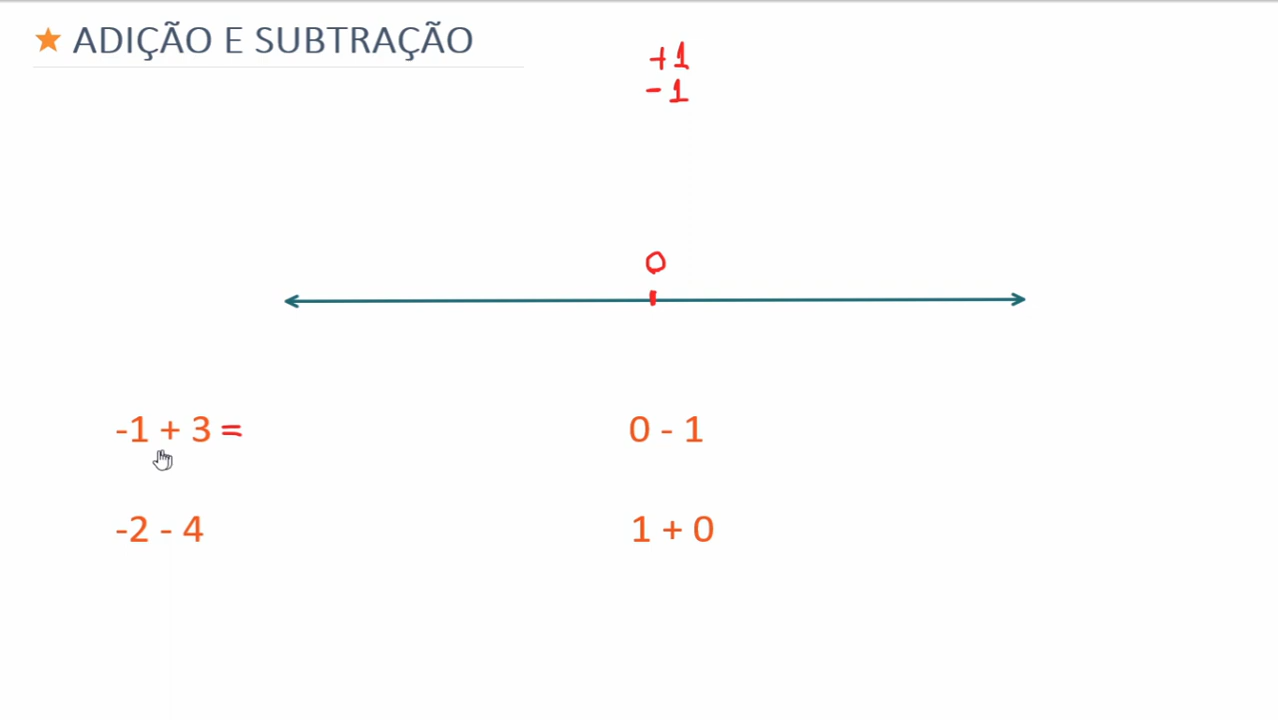 ADIÇÃO E SUBTRAÇÃO
+1
-1
0
-1 + 3 =
0 - 1
-2 - 4
1 + 0